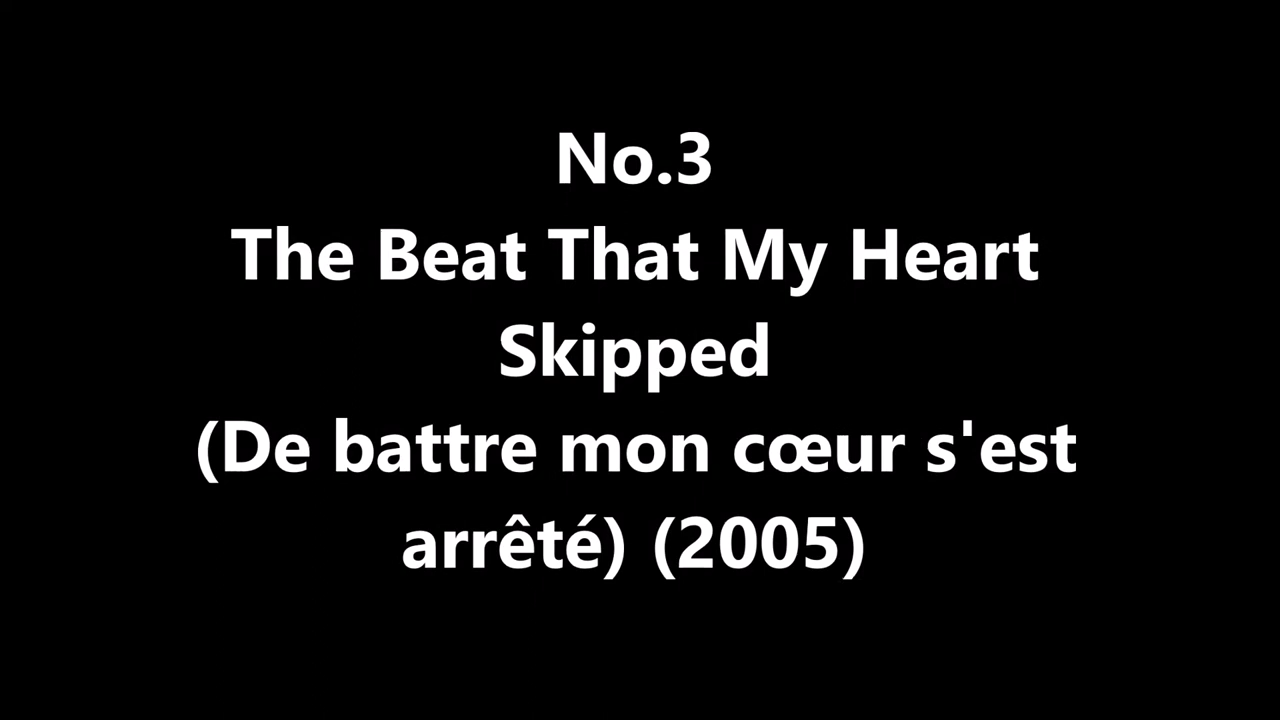 No.3
The Beat That My Heart
Skipped
(De battre mon cœur s'est
arrêté) (2005)